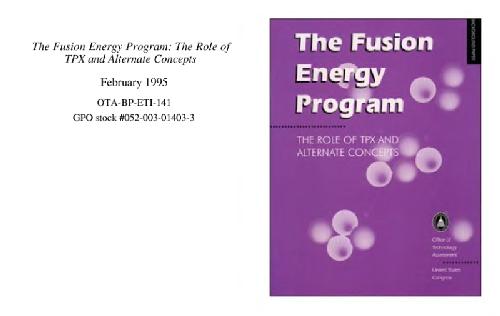 The Fusion Energy Program: The Role of
TPX and Alternate Concepts
February 1995
OTA-BP-ETI-141
GPO stock #052-003-01403-3
The Fusion
Energy
Program
THE ROLE OF TPX AND
ALTERNATE CONCEPTS
BACKGROUND PAPER
Office of
Technology
Assessment
United States
Congress